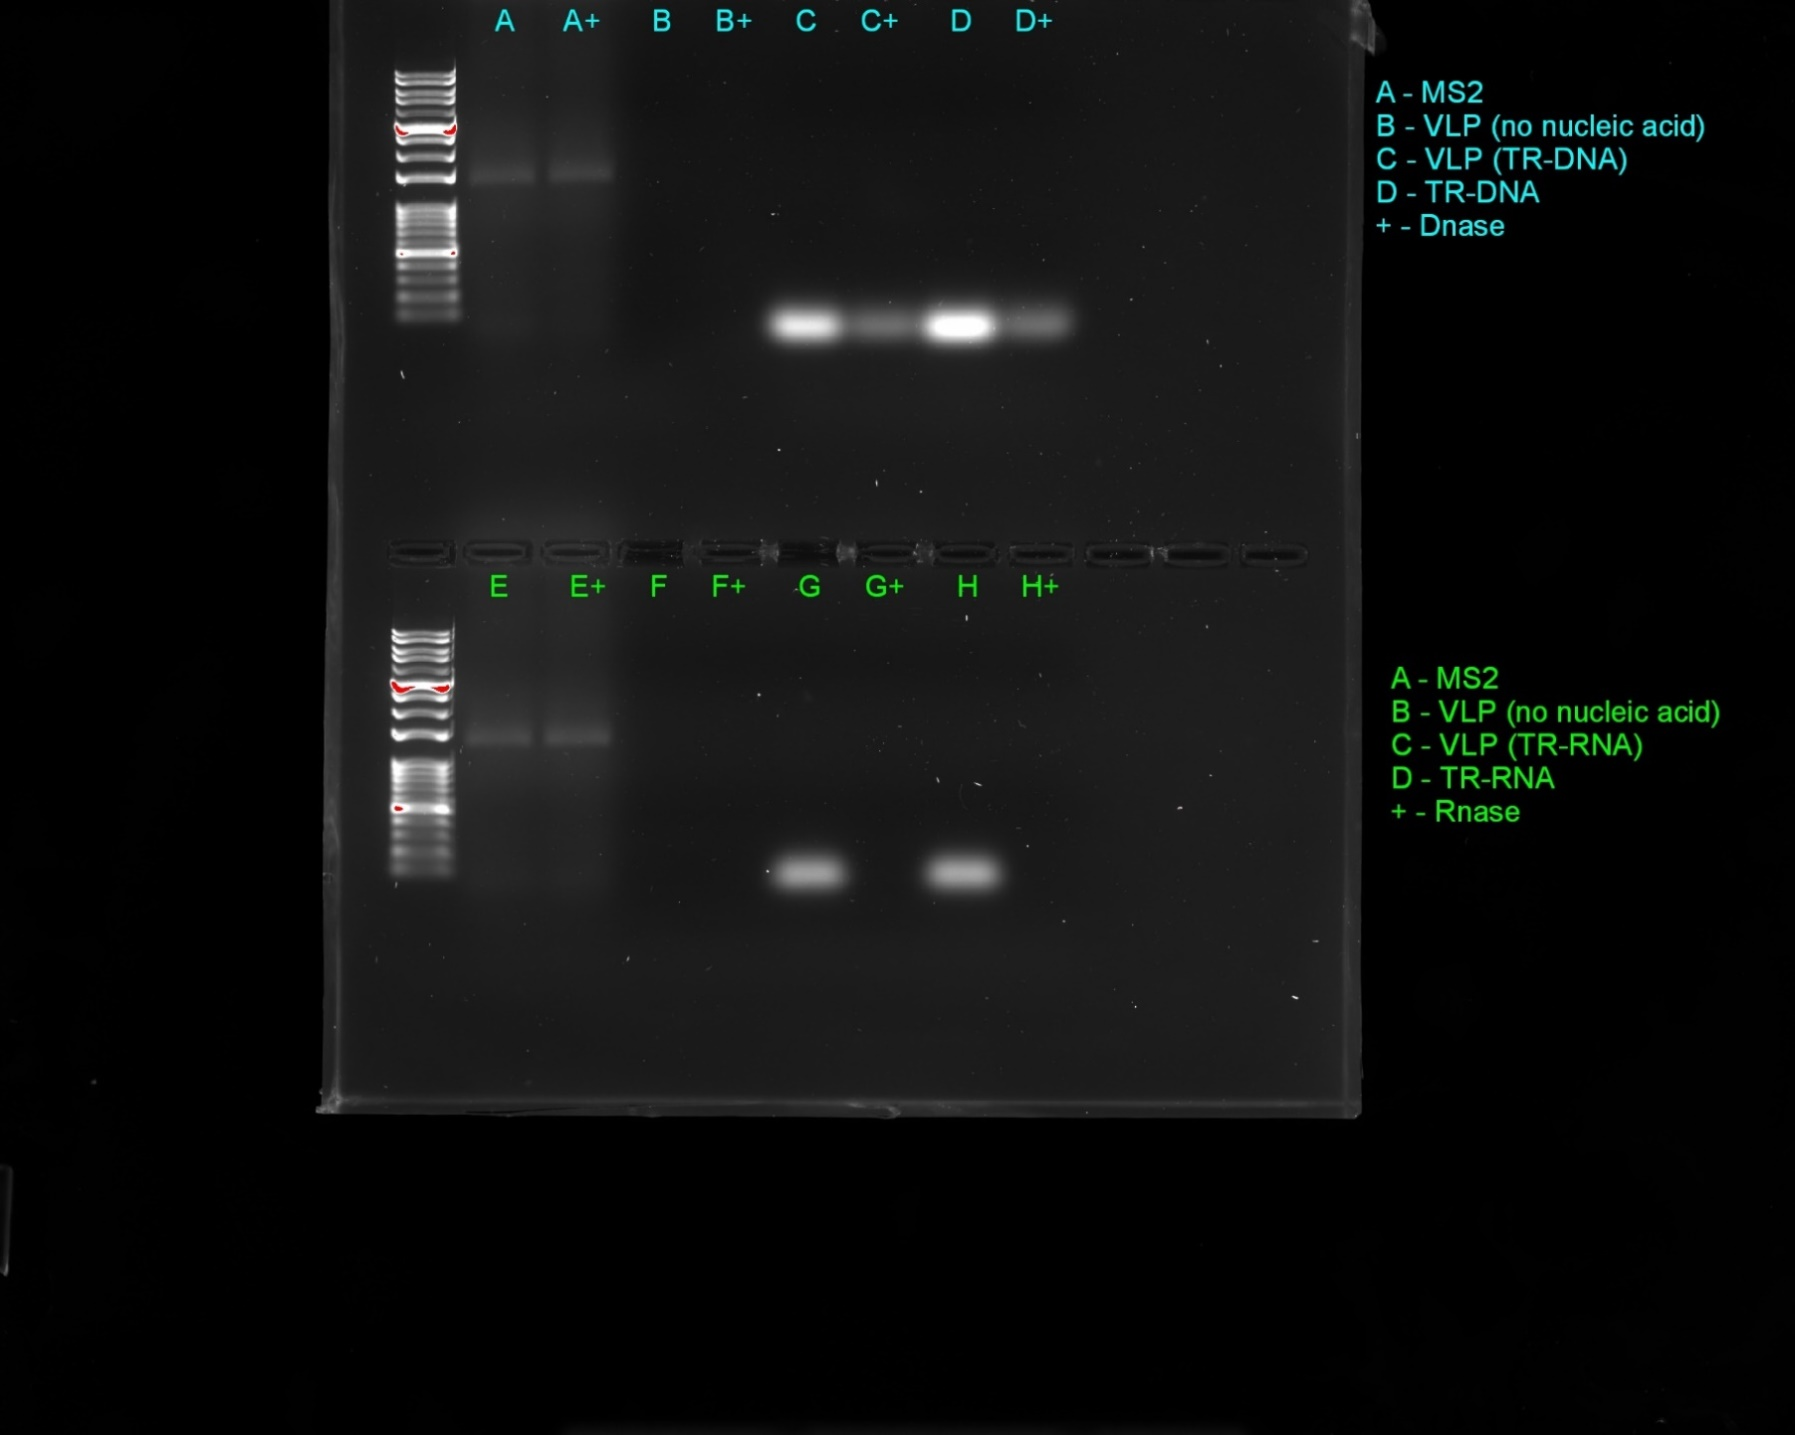 A A+ B B+ C C+ D D+
A - MS2
B - VLP (no nucleic acid)
C - VLP (TR-DNA)
D - TR-DNA
+ - Dnase
E E+ F F+ G G+ H H+
A - MS2
B - VLP (no nucleic acid)
C - VLP (TR-RNA)
D - TR-RNA
+ - Rnase